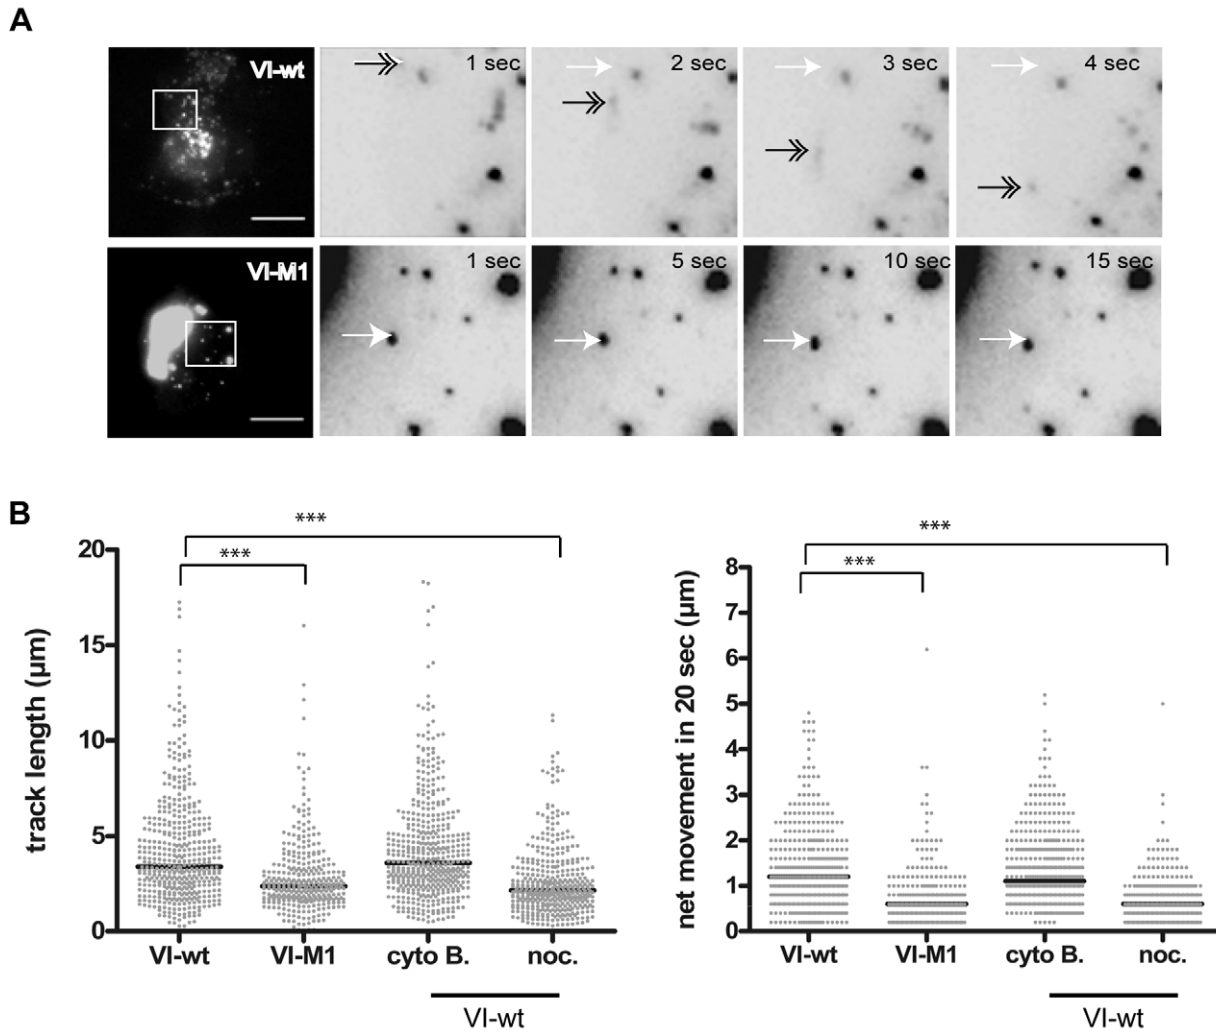 A
VI-wt 1 sec 2 sec 3 sec 4 sec
VI-M1 1 sec 5 sec 10 sec 15 sec
B
*** ***
*** ***
track length (µm)
20
15
10
5
0
VI-wt VI-M1 cyto B. noc.
VI-wt
net movement in 20 sec (µm)
8
7
6
5
4
3
2
1
0
VI-wt VI-M1 cyto B. noc.
VI-wt